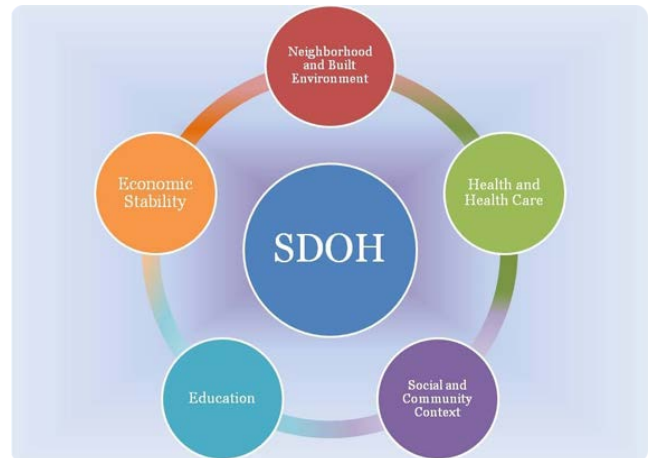 Neighborhood
and Built
Environment
Economic
Stability
Health and
Health Care
SDOH
Education
Social and
Community
Context